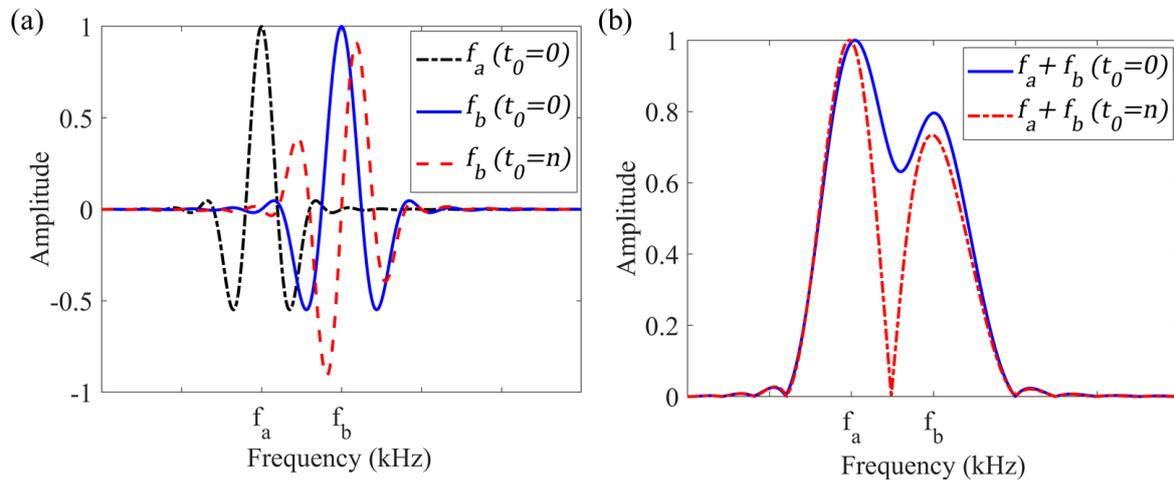 (a)
1
0.5
0
-0.5
-1
Amplitude
f_a (t_0=0)
f_b (t_0=0)
f_b (t_0=n)
f_a
f_b
Frequency (kHz)
(b)
1
0.8
0.6
0.4
0.2
0
Amplitude
f_a+ f_b (t_0=0)
f_a+ f_b (t_0=n)
f_a
f_b
Frequency (kHz)